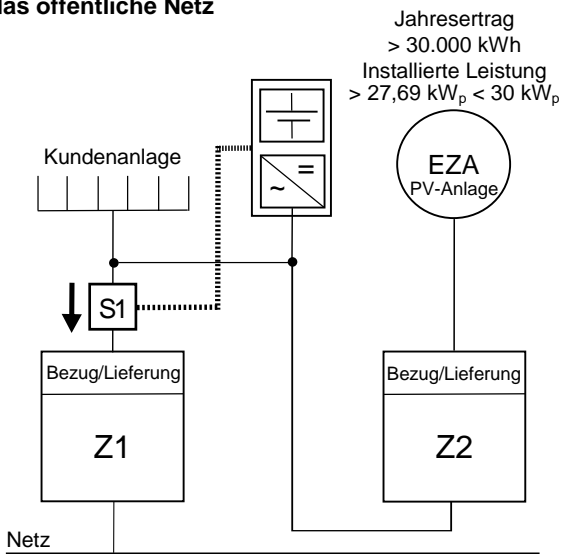 das öffentliche Netz
Jahresertrag
> 30.000 kWh
Installierte Leistung
> 27,69 kWp < 30 kWp
Kundenanlage
=
~
EZA
PV-Anlage
S1
Bezug/Lieferung
Z1
Bezug/Lieferung
Z2
Netz